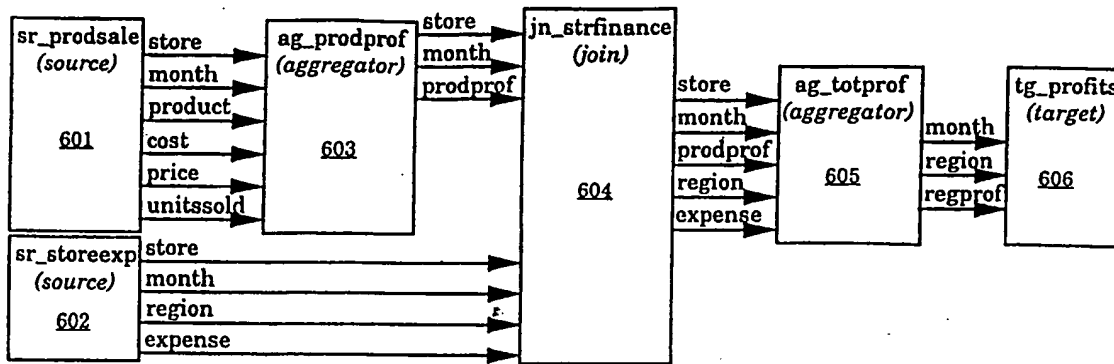 sr_prodsale
(source)
601
store
month
product
cost
price
unitssold
ag_prodprof
(aggregator)
603
store
month
prodprof
jn_strfinance
(join)
604
store
month
prodprof
region
expense
ag_totprof
(aggregator)
605
month
region
regprof
tg_profits
(target)
606
sr_storeexp
(source)
602
store
month
region
expense